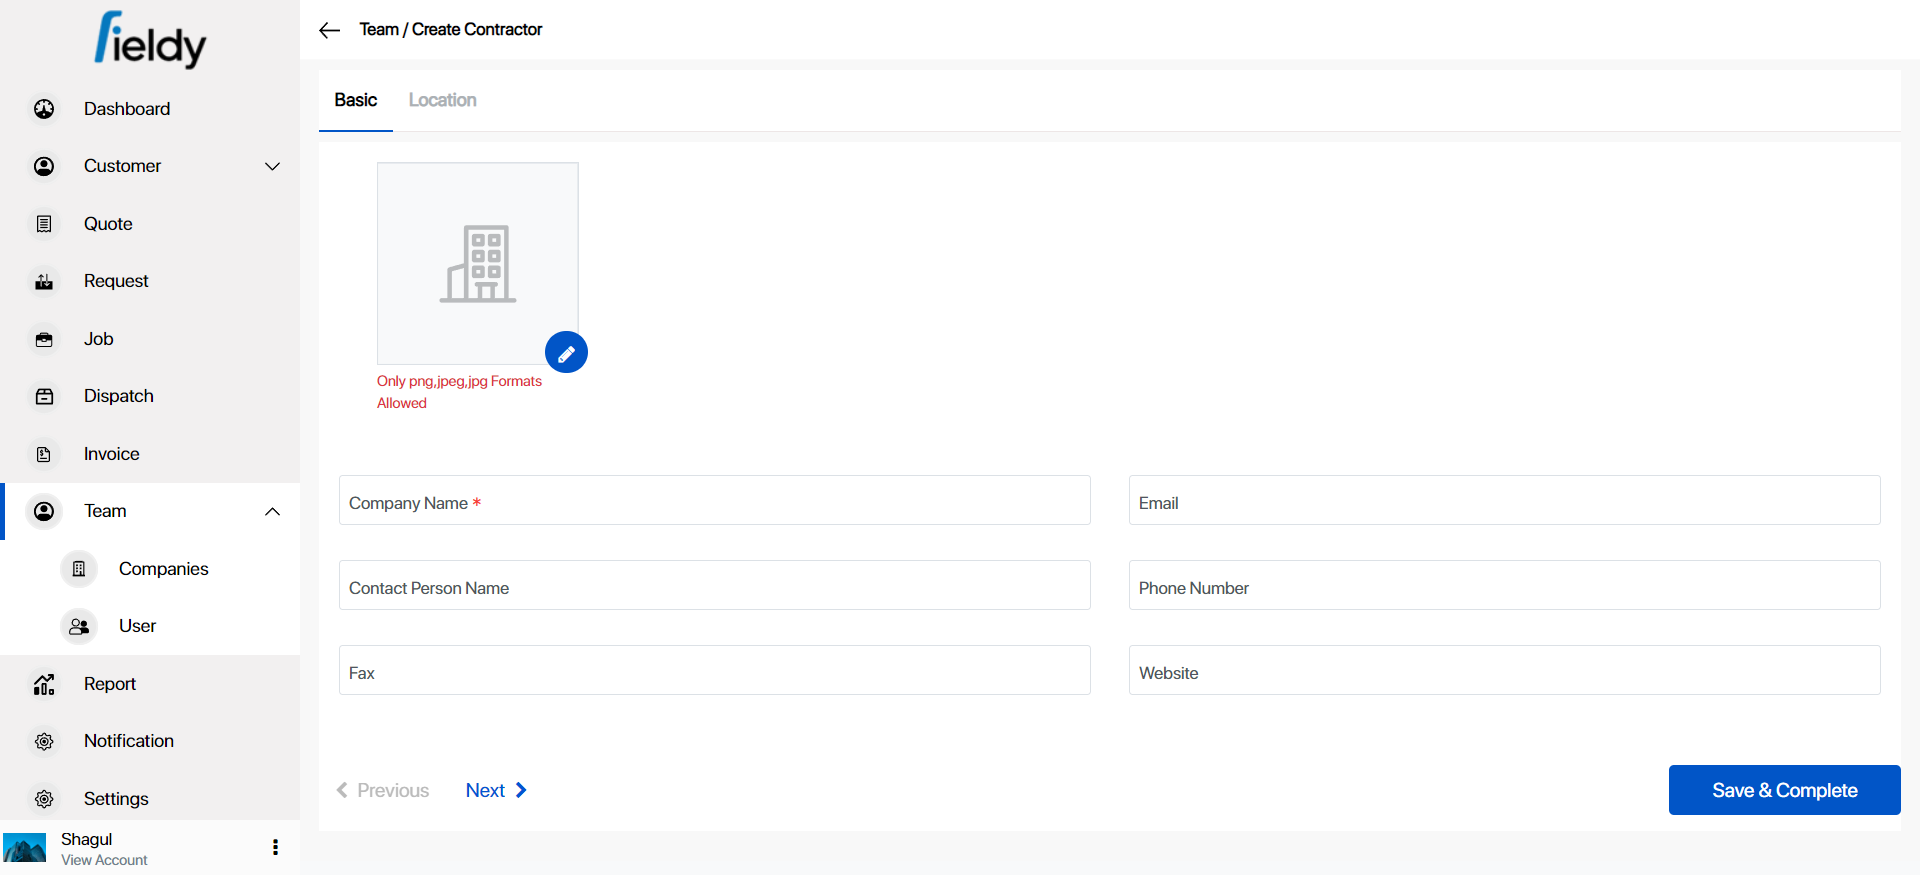 fieldy
Dashboard
Customer
Quote
Request
Job
Dispatch
Invoice
Team
Companies
User
Report
Notification
Settings
Shagul
View Account
Team / Create Contractor
Basic
Location
Only png,jpeg,jpg Formats
Allowed
Company Name *
Email
Contact Person Name
Phone Number
Fax
Website
Previous
Next
Save & Complete